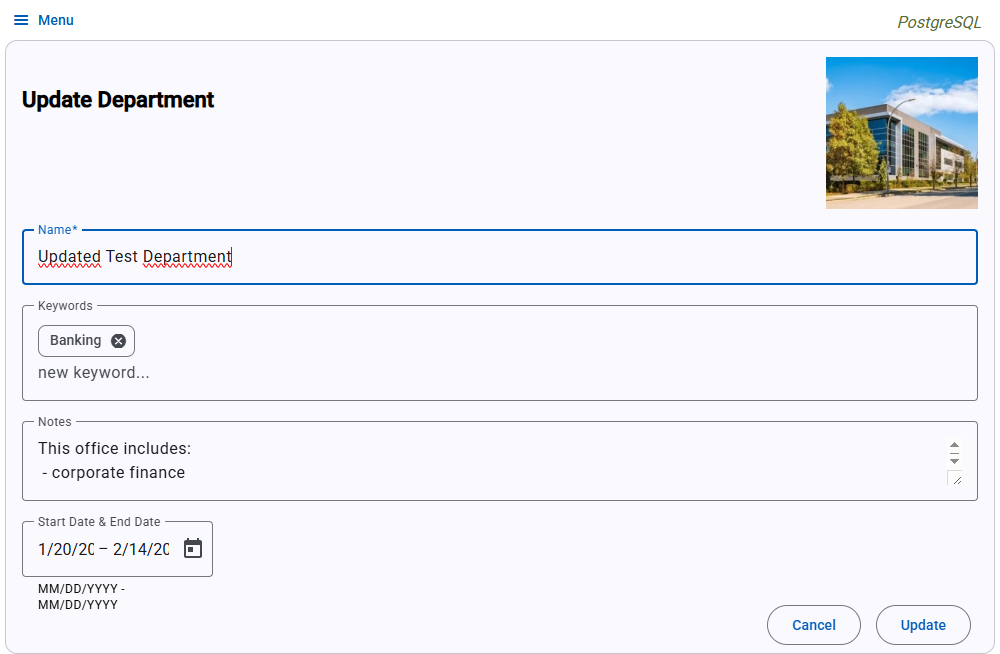 Menu
PostgreSQL
Update Department
Name*
Updated Test Department
Keywords
Banking
new keyword...
Notes
This office includes:
- corporate finance
Start Date & End Date
1/20/20 – 2/14/20
MM/DD/YYYY -
MM/DD/YYYY
Cancel
Update